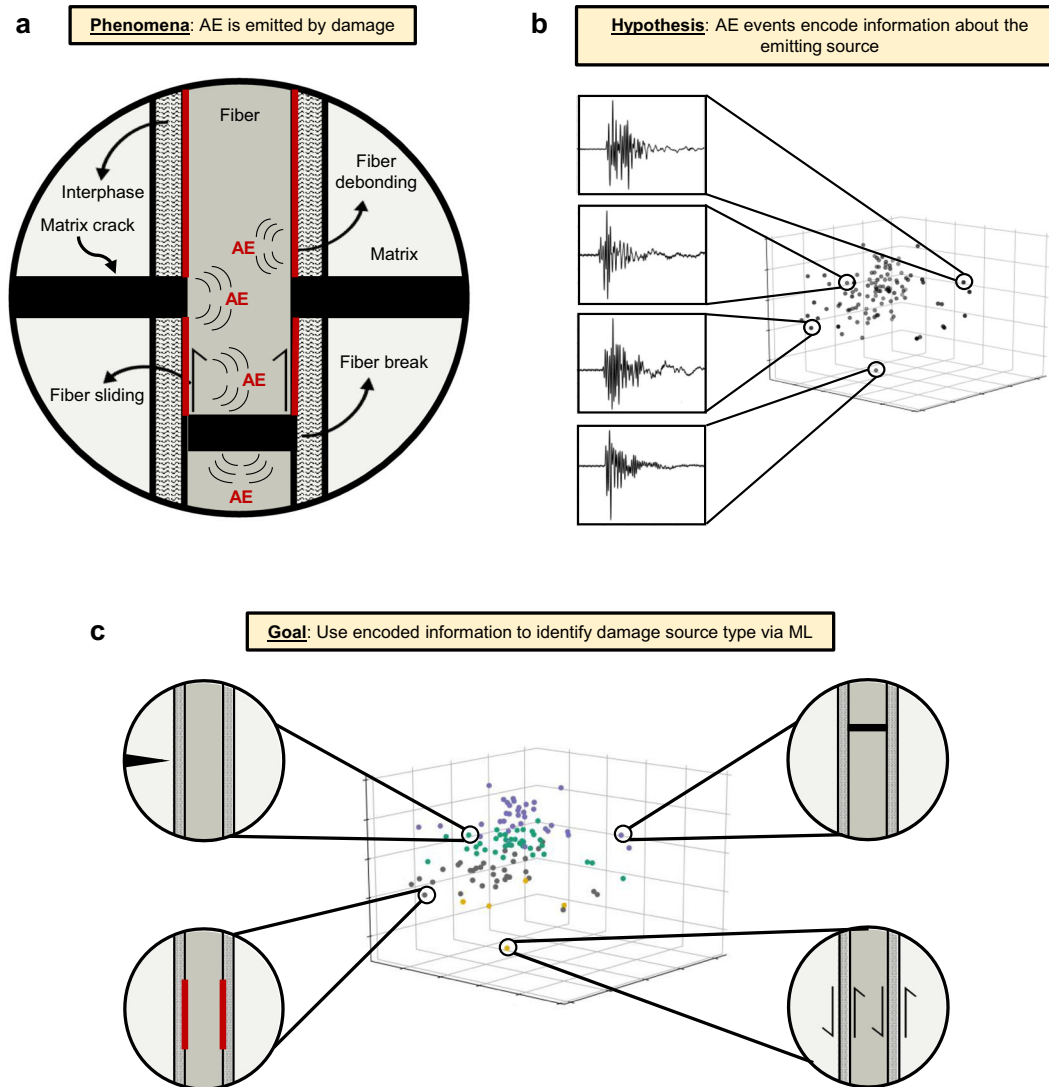 a
Phenomena: AE is emitted by damage
Fiber
Interphase
Matrix crack
Fiber
debonding
Matrix
AE
AE
AE
Fiber sliding
Fiber break
AE
b
Hypothesis: AE events encode information about the
emitting source
c
Goal: Use encoded information to identify damage source type via ML